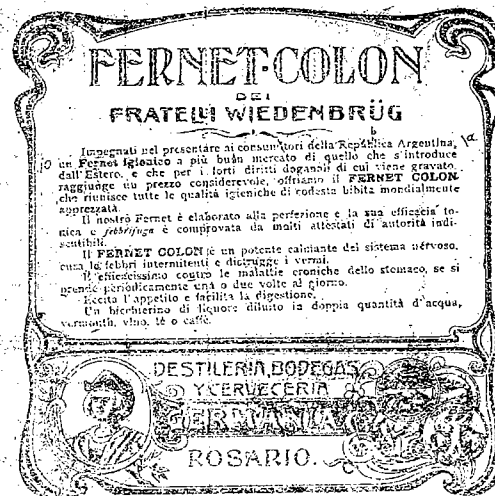 FERNET-COLON
DEI
FRATELLI WIEDENBRÜG
Impegnati nel presentare ai consumatori della República Argentina,
un Fernet Igienico a più buon mercato di quello che s'introduce
dall'Estero, e che per i forti diritti doganali di cui viene gravato,
raggiunge un prezzo considerevole, offriamo il FERNET COLON,
che riunisce tutte le qualità igieniche di codesta bibita mondialmente
apprezzata.
Il nostro Fernet è elaborato alla perfezione e la sua efficacia to-
nica e febbrifuga è comprovata da molti attestati di autorità indi-
scutibili.
Il FERNET COLON è un potente calmante del sistema nervoso,
cura le febbri intermitenti e distrugge i vermi.
È efficacissimo contro le malattie croniche dello stomaco, se si
prende periodicamente una o due volte al giorno.
Eccita l'appetito e facilita la digestione.
Un bicchierino di liquore diluito in doppia quantità d'acqua,
vermouth, vino, tè o caffè.
DESTILERIA, BODEGAS
Y CERVECERIA
GERMANIA
ROSARIO.